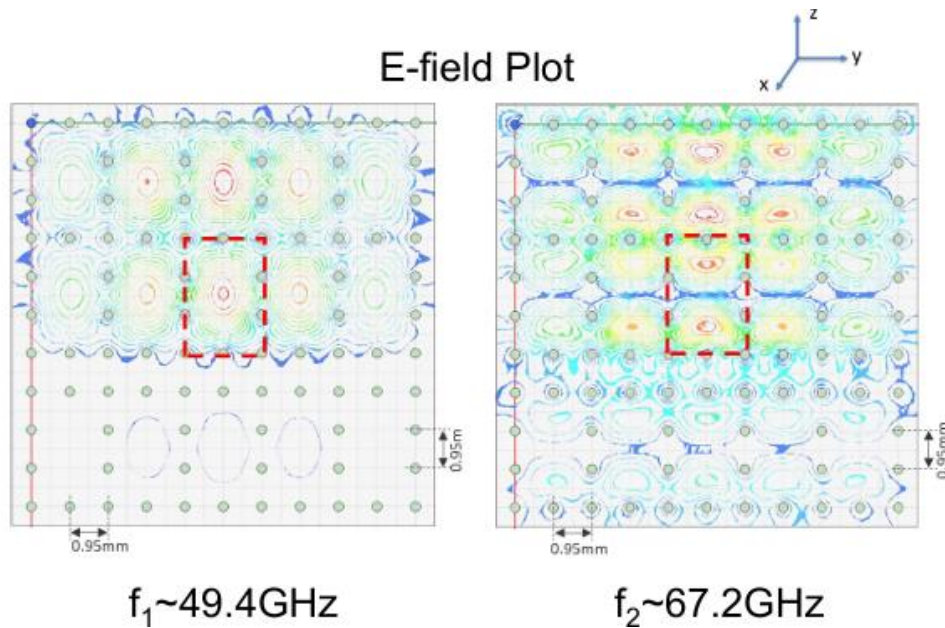 z
E-field Plot
y
x
0.95m
0.95m
0.95mm
0.95mm
f₁~49.4GHz
f₂~67.2GHz